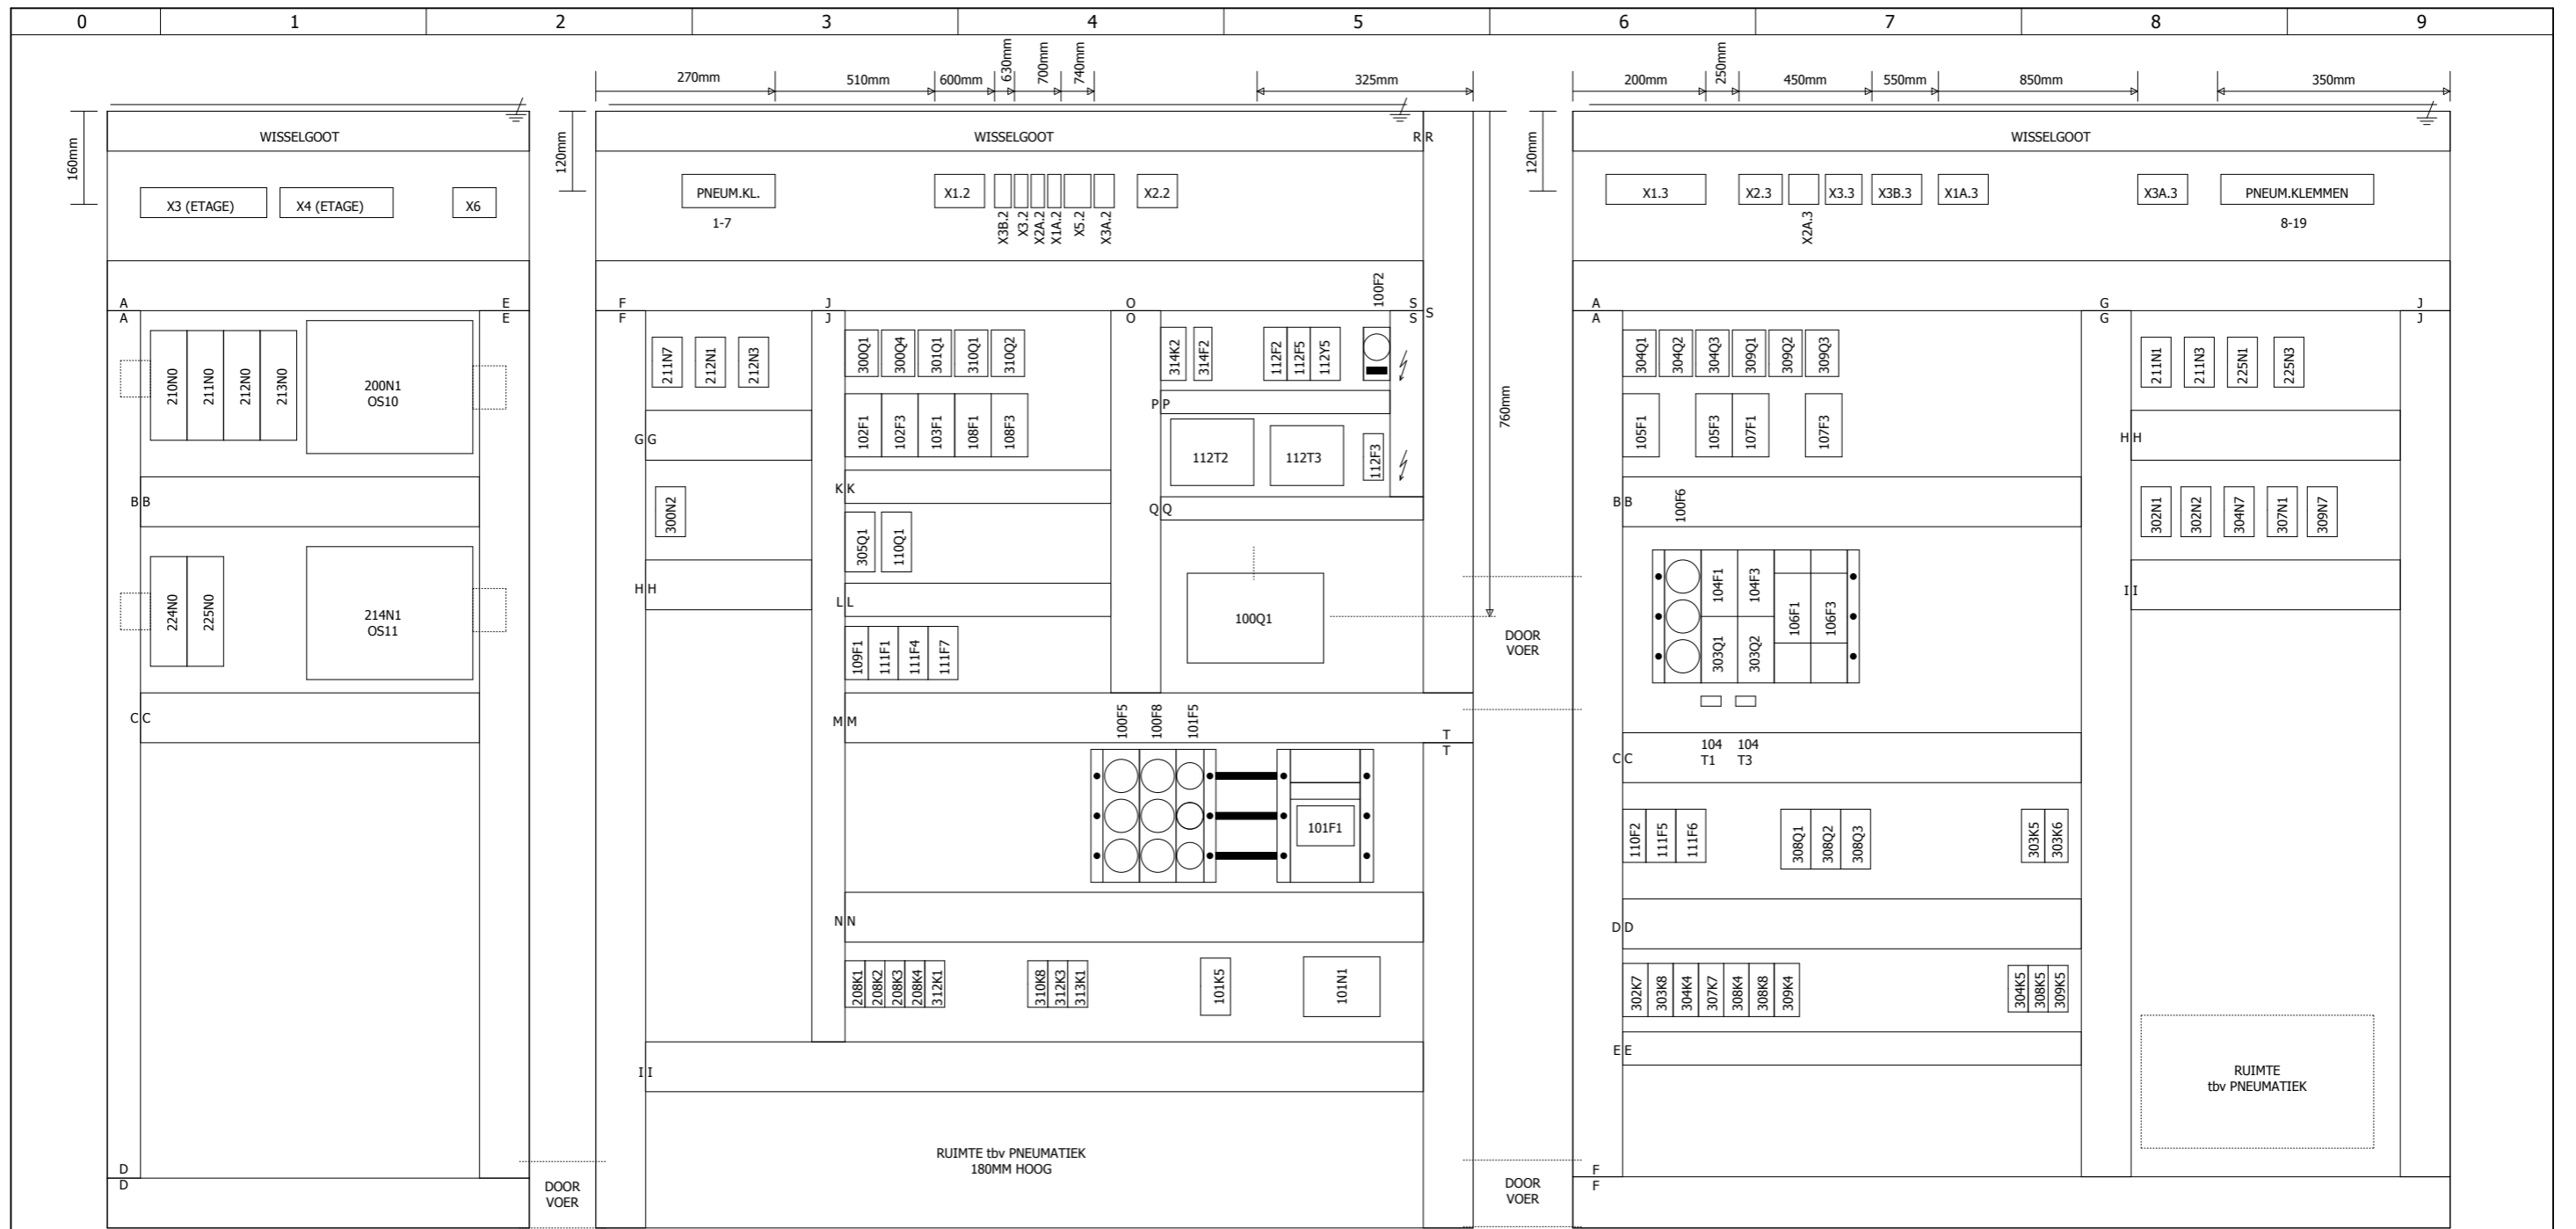 0 1 2 3 4 5 6 7 8 9
270mm 510mm 600mm 630mm 700mm 740mm 325mm 200mm 250mm 450mm 550mm 850mm 350mm
160mm
WISSELGOOT
X3 (ETAGE) X4 (ETAGE) X6
A E
A E
210N0 211N0 212N0 213N0
200N1
OS10
B B
224N0 225N0
214N1
OS11
C C
D
D
DOOR
VOER
120mm
WISSELGOOT
R R
PNEUM.KL. X1.2 X2.2
1-7
X3B.2 X3.2 X2A.2 X1A.2 X5.2 X3A.2
100F2
F J O S
F J O S
S
211N7 212N1 212N3
300Q1 300Q4 301Q1 310Q1 310Q2
314K2 314F2 112F2 112F5 112Y5
P P
G G
102F1 102F3 103F1 108F1 108F3
112T2 112T3 112F3
760mm
K K
Q Q
300N2
305Q1 110Q1
H H
L L
100Q1
DOOR
VOER
109F1 111F1 111F4 111F7
M M
100F5 100F8 101F5
T
T
101F1
N N
208K1 208K2 208K3 208K4 312K1
310K8 312K3 313K1
101K5 101N1
I I
RUIMTE tbv PNEUMATIEK
180MM HOOG
DOOR
VOER
120mm
WISSELGOOT
X1.3 X2.3 X3.3 X3B.3 X1A.3 X3A.3 PNEUM.KLEMMEN
X2A.3
8-19
A G J
A G J
304Q1 304Q2 304Q3 309Q1 309Q2 309Q3
211N1 211N3 225N1 225N3
105F1 105F3 107F1 107F3
H H
B B
100F6
302N1 302N2 304N7 307N1 309N7
104F1 104F3
303Q1 303Q2
106F1 106F3
I I
C C
104 104
T1 T3
110F2 111F5 111F6
308Q1 308Q2 308Q3
303K5 303K6
D D
302K7 303K8 304K4 307K7 308K4 308K8 309K4
304K5 308K5 309K5
E E
RUIMTE
tbv PNEUMATIEK
F
F